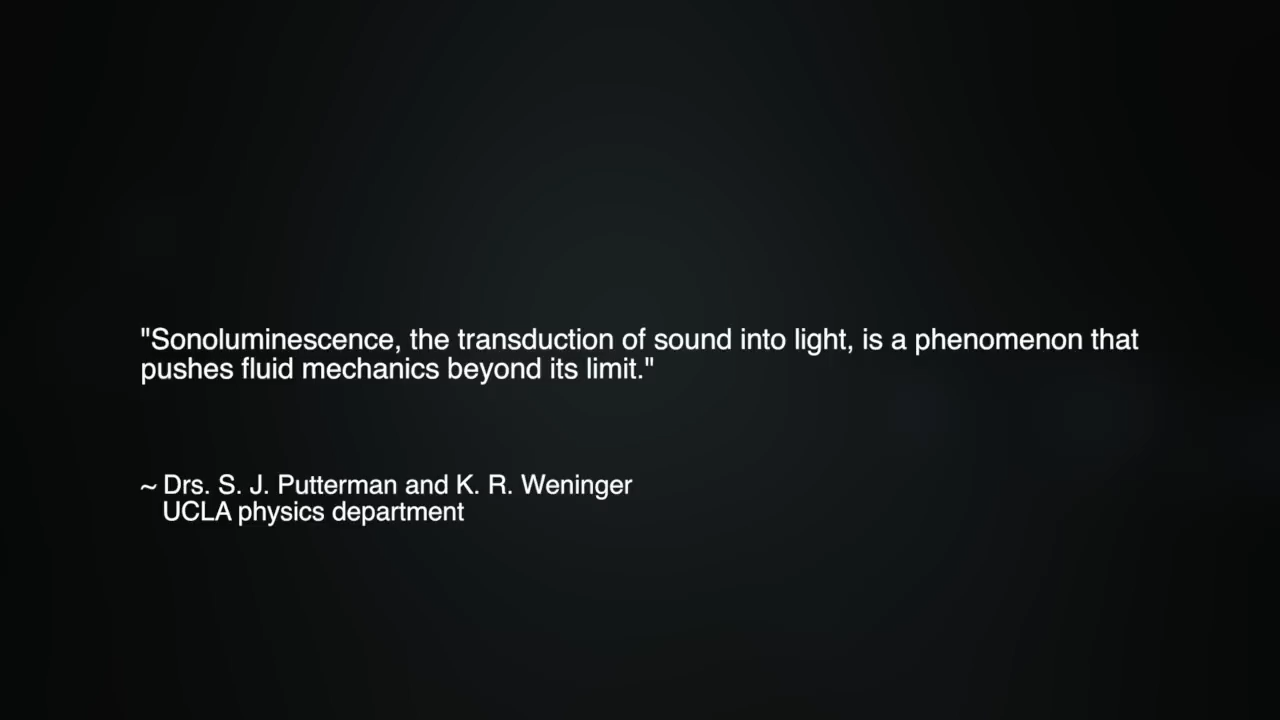 "Sonoluminescence, the transduction of sound into light, is a phenomenon that
pushes fluid mechanics beyond its limit."
~ Drs. S. J. Putterman and K. R. Weninger
UCLA physics department